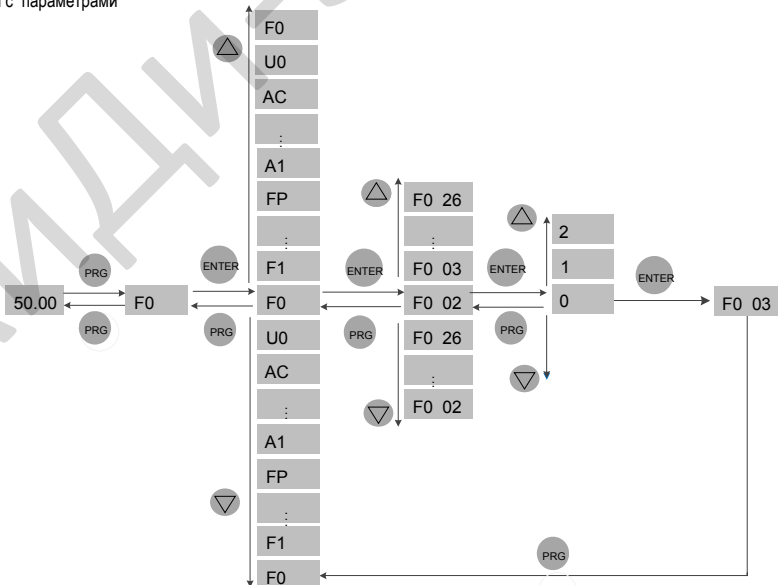 с параметрами
F0
U0
AC
⋮
A1
FP
⋮
F1
F0
U0
AC
⋮
A1
FP
⋮
F1
F0
50.00
PRG
PRG
F0
ENTER
PRG
ENTER
PRG
F0 26
⋮
F0 03
F0 02
F0 26
⋮
F0 02
ENTER
PRG
2
1
0
ENTER
F0 03
PRG